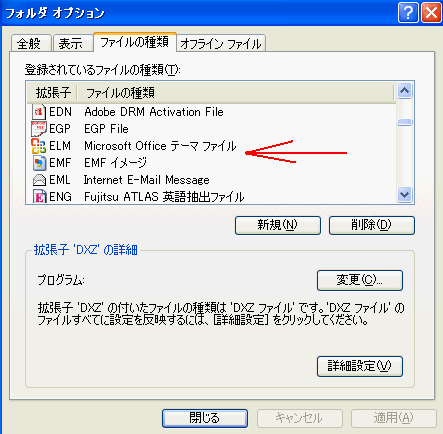 フォルダ オプション
全般 表示 ファイルの種類 オフライン ファイル
登録されているファイルの種類(T):
拡張子 ファイルの種類
EDN Adobe DRM Activation File
EGP EGP File
ELM Microsoft Office テーマ ファイル
EMF EMF イメージ
EML Internet E-Mail Message
ENG Fujitsu ATLAS 英語抽出ファイル
新規(N) 削除(D)
拡張子 'DXZ' の詳細
プログラム: 変更(C)...
拡張子 'DXZ' の付いたファイルの種類は 'DXZ ファイル' です。'DXZ ファイル' の
ファイルすべてに設定を反映するには、[詳細設定] をクリックしてください。
詳細設定(V)
閉じる キャンセル 適用(A)